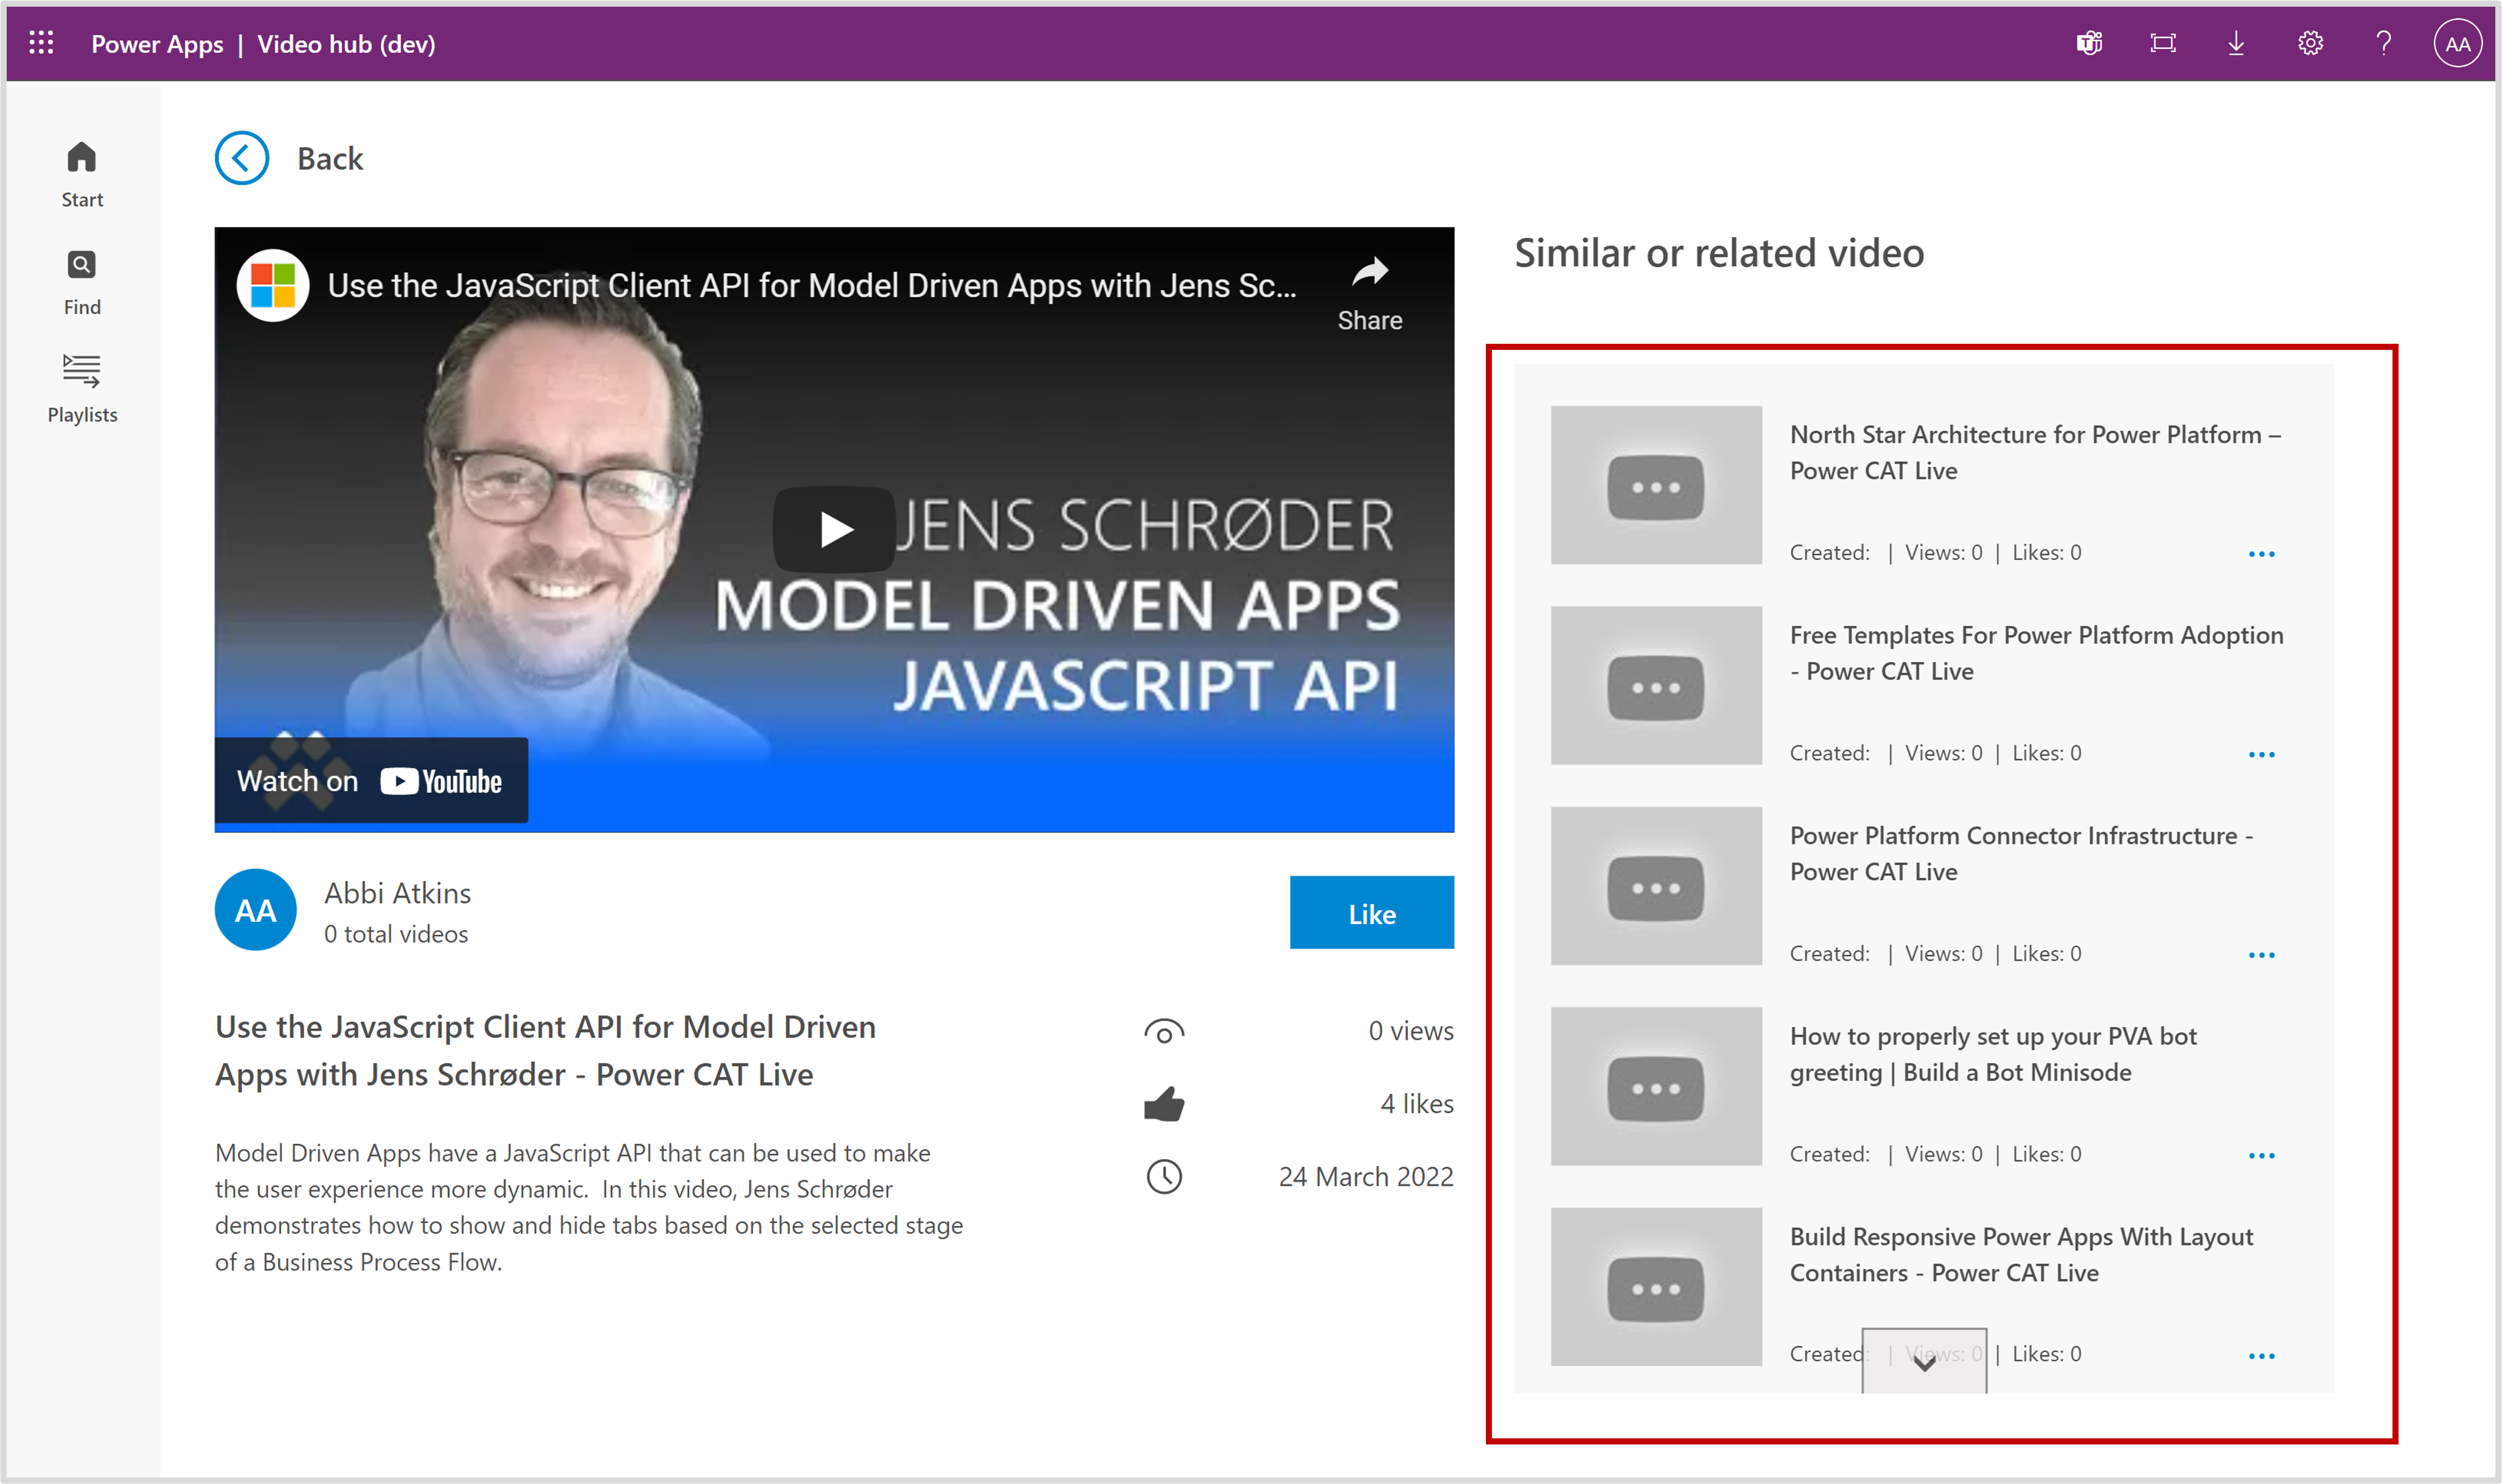 Power Apps | Video hub (dev)
AA
Start
Find
Playlists
Back
Use the JavaScript Client API for Model Driven Apps with Jens Sc...
Share
JENS SCHRØDER
MODEL DRIVEN APPS
JAVASCRIPT API
Watch on YouTube
AA
Abbi Atkins
0 total videos
Like
Use the JavaScript Client API for Model Driven
Apps with Jens Schrøder - Power CAT Live
Model Driven Apps have a JavaScript API that can be used to make
the user experience more dynamic.  In this video, Jens Schrøder
demonstrates how to show and hide tabs based on the selected stage
of a Business Process Flow.
0 views
4 likes
24 March 2022
Similar or related video
North Star Architecture for Power Platform –
Power CAT Live
Created: | Views: 0 | Likes: 0
Free Templates For Power Platform Adoption
- Power CAT Live
Created: | Views: 0 | Likes: 0
Power Platform Connector Infrastructure -
Power CAT Live
Created: | Views: 0 | Likes: 0
How to properly set up your PVA bot
greeting | Build a Bot Minisode
Created: | Views: 0 | Likes: 0
Build Responsive Power Apps With Layout
Containers - Power CAT Live
Created: | Views: 0 | Likes: 0